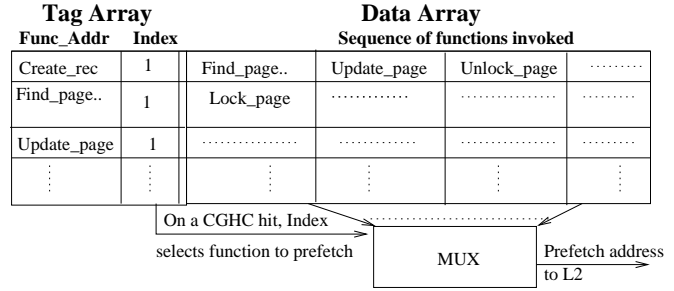 Tag Array Data Array
Func_Addr Index Sequence of functions invoked
Create_rec 1 Find_page.. Update_page Unlock_page .........
Find_page.. 1 Lock_page ............. ................ .........
Update_page 1 ................ ............. ................ .........
On a CGHC hit, Index
selects function to prefetch
MUX
Prefetch address
to L2